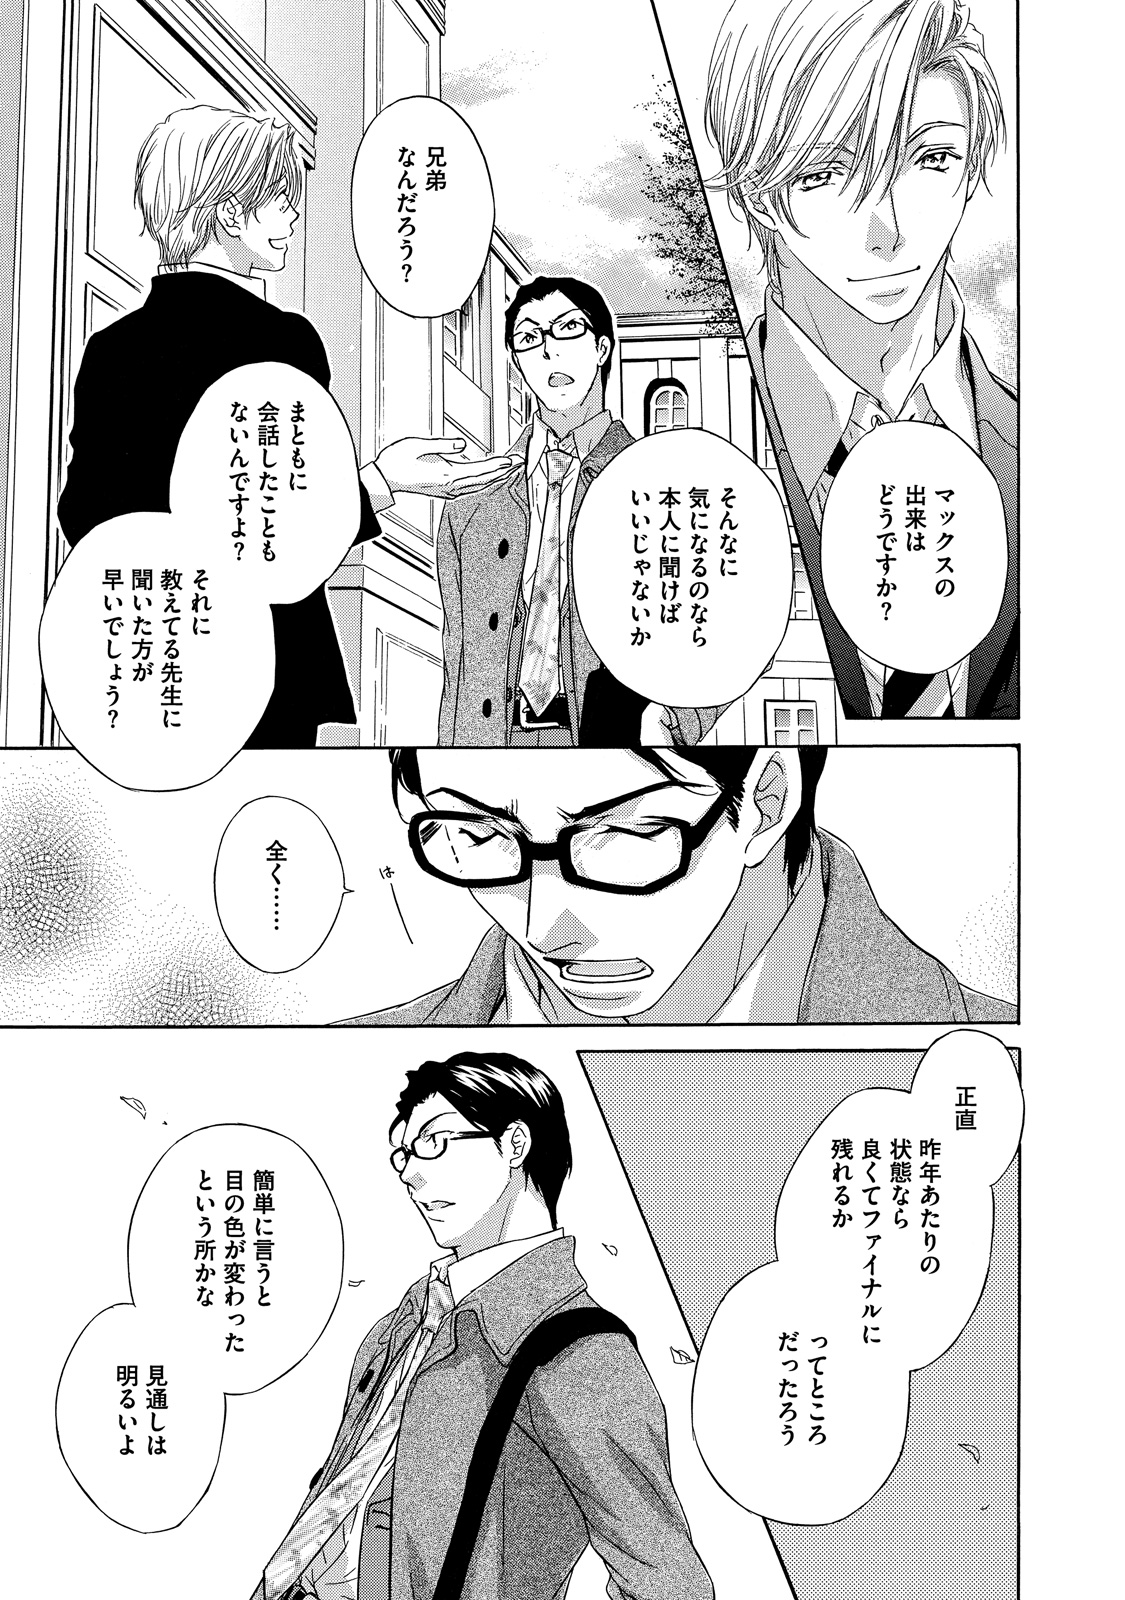 マックスの
出来は
どうですか？
そんなに
気になるのなら
本人に聞けば
いいじゃないか
兄弟
なんだろう？
まともに
会話したことも
ないんですよ？
それに
教えてる先生に
聞いた方が
早いでしょう？
は
全く……
正直
昨年あたりの
状態なら
良くてファイナルに
残れるか
ってところ
だったろう
簡単に言うと
目の色が変わった
という所かな
見通しは
明るいよ